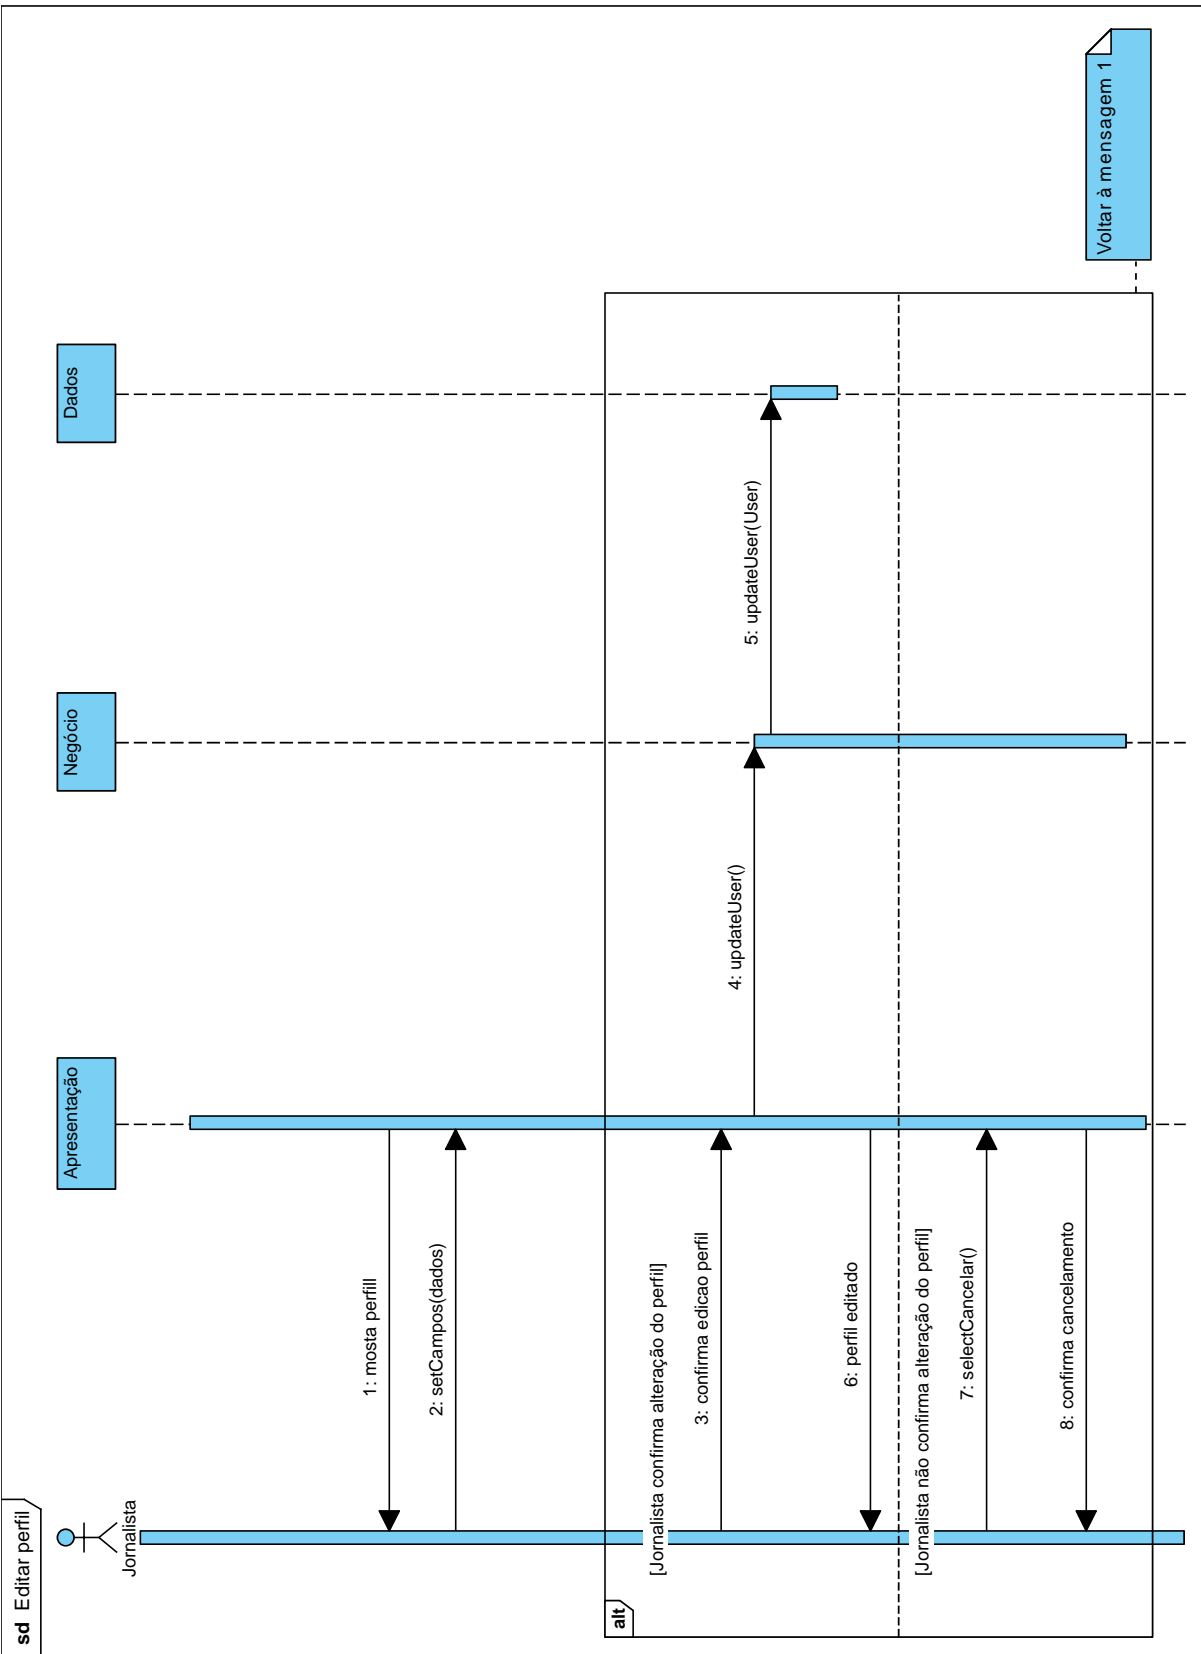 sd Editar perfil
Jornalista
Apresentação
Negócio
Dados
1: mosta perfill
2: setCampos(dados)
alt
[Jornalista confirma alteração do perfil]
3: confirma edicao perfil
4: updateUser()
5: updateUser(User)
6: perfil editado
[Jornalista não confirma alteração do perfil]
7: selectCancelar()
8: confirma cancelamento
Voltar à mensagem 1